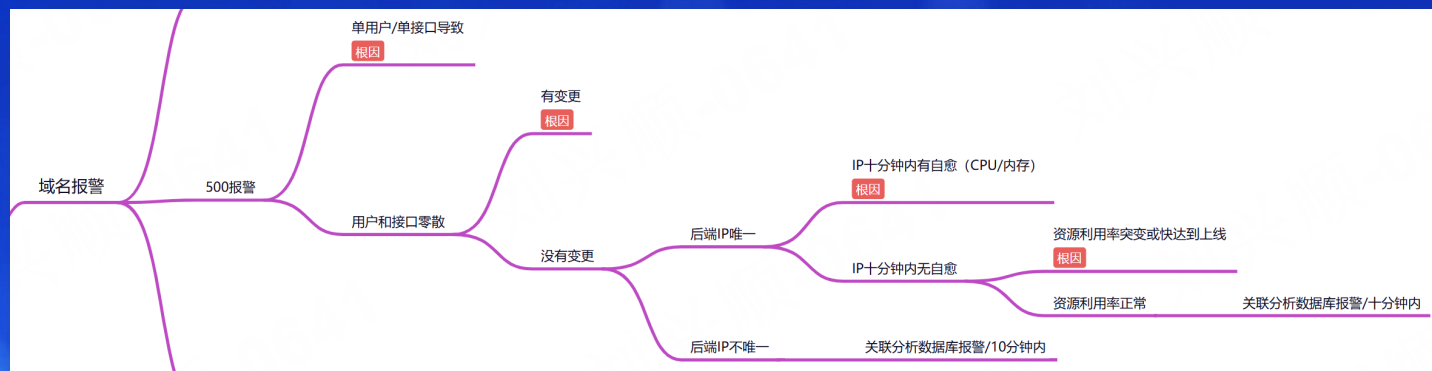 单用户/单接口导致
根因
有变更
根因
域名报警
500报警
用户和接口零散
没有变更
后端IP唯一
IP十分钟内有自愈（CPU/内存）
根因
IP十分钟内无自愈
资源利用率突变或快达到上线
根因
资源利用率正常
关联分析数据库报警/十分钟内
后端IP不唯一
关联分析数据库报警/10分钟内